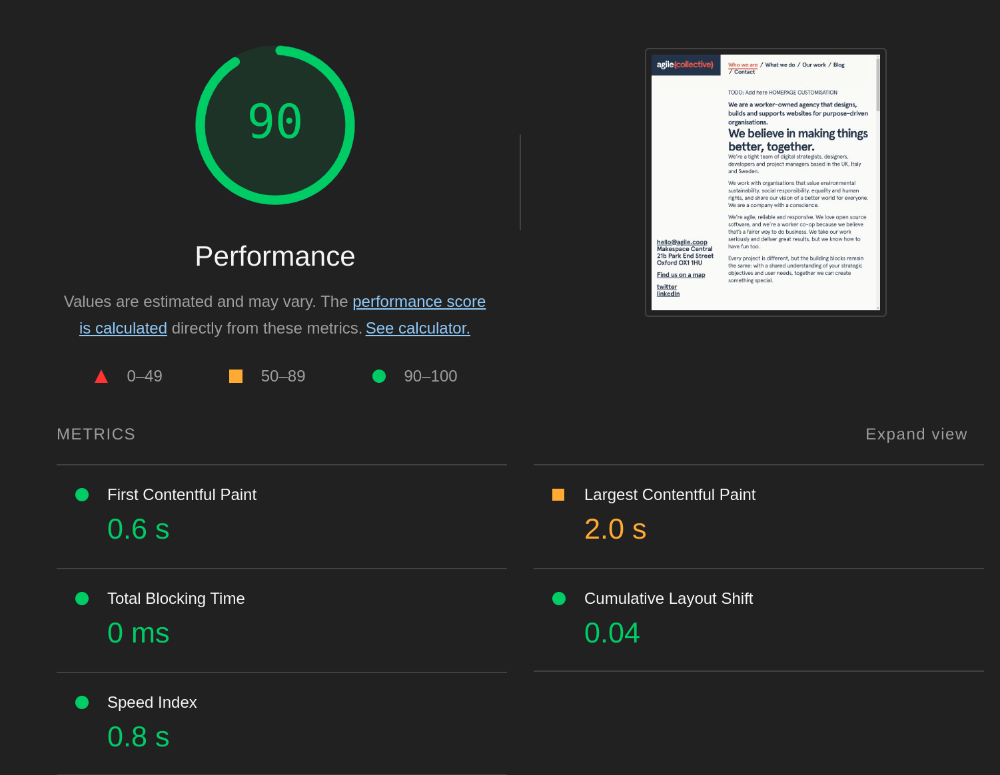 90
Performance
Values are estimated and may vary. The performance score
is calculated directly from these metrics. See calculator.
0–49
50–89
90–100
agile{collective}
Who we are / What we do / Our work / Blog
/ Contact
TODO: Add here HOMEPAGE CUSTOMISATION
We are a worker-owned agency that designs,
builds and supports websites for purpose-driven
organisations.
We believe in making things
better, together.
We're a tight team of digital strategists, designers,
developers and project managers based in the UK, Italy
and Sweden.
We work with organisations that value environmental
sustainability, social responsibility, equality and human
rights, and share our vision of a better world for everyone.
We are a company with a conscience.
We're agile, reliable and responsive. We love open source
software, and we're a worker co-op because we believe
that's a fairer way to do business. We take our work
seriously and deliver great results, but we know how to
have fun too.
Every project is different, but the building blocks remain
the same: with a shared understanding of your strategic
objectives and user needs, together we can create
something special.
hello@agile.coop
Makespace Central
21b Park End Street
Oxford OX1 1HU
Find us on a map
twitter
linkedIn
METRICS
Expand view
First Contentful Paint
0.6 s
Largest Contentful Paint
2.0 s
Total Blocking Time
0 ms
Cumulative Layout Shift
0.04
Speed Index
0.8 s